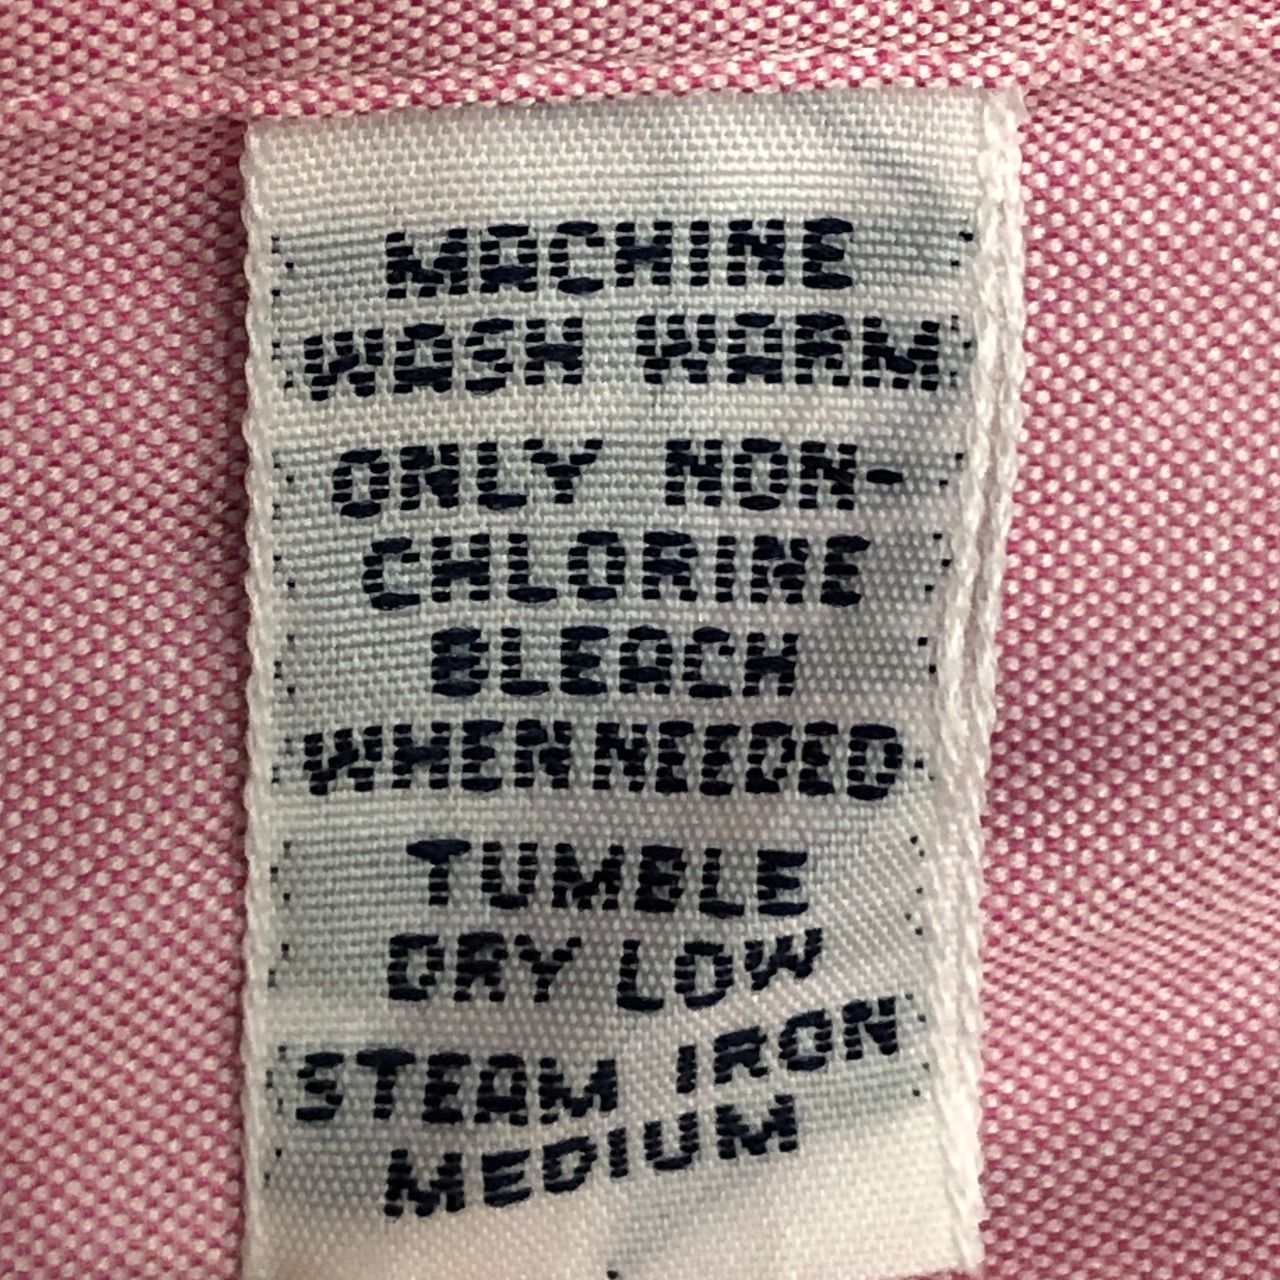 MACHINE
WASH WARM
ONLY NON-
CHLORINE
BLEACH
WHEN NEEDED
TUMBLE
DRY LOW
STEAM IRON
MEDIUM